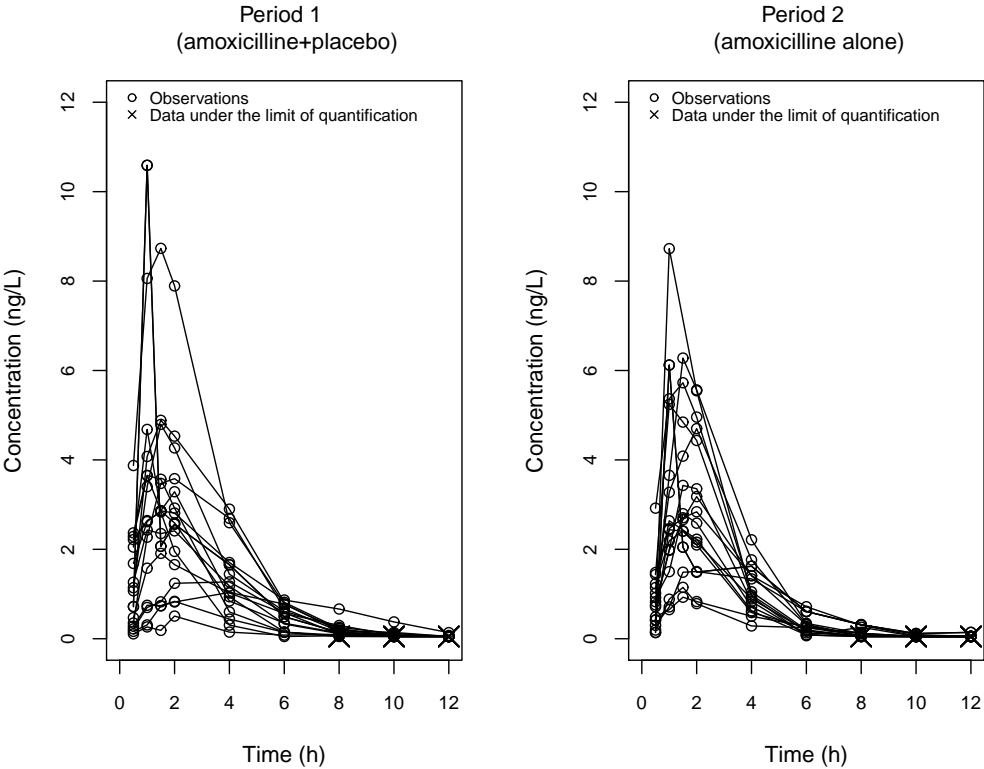 Period 1
(amoxicilline+placebo)
Observations
Data under the limit of quantification
Concentration (ng/L)
12
10
8
6
4
2
0
0 2 4 6 8 10 12
Time (h)
Period 2
(amoxicilline alone)
Observations
Data under the limit of quantification
Concentration (ng/L)
12
10
8
6
4
2
0
0 2 4 6 8 10 12
Time (h)